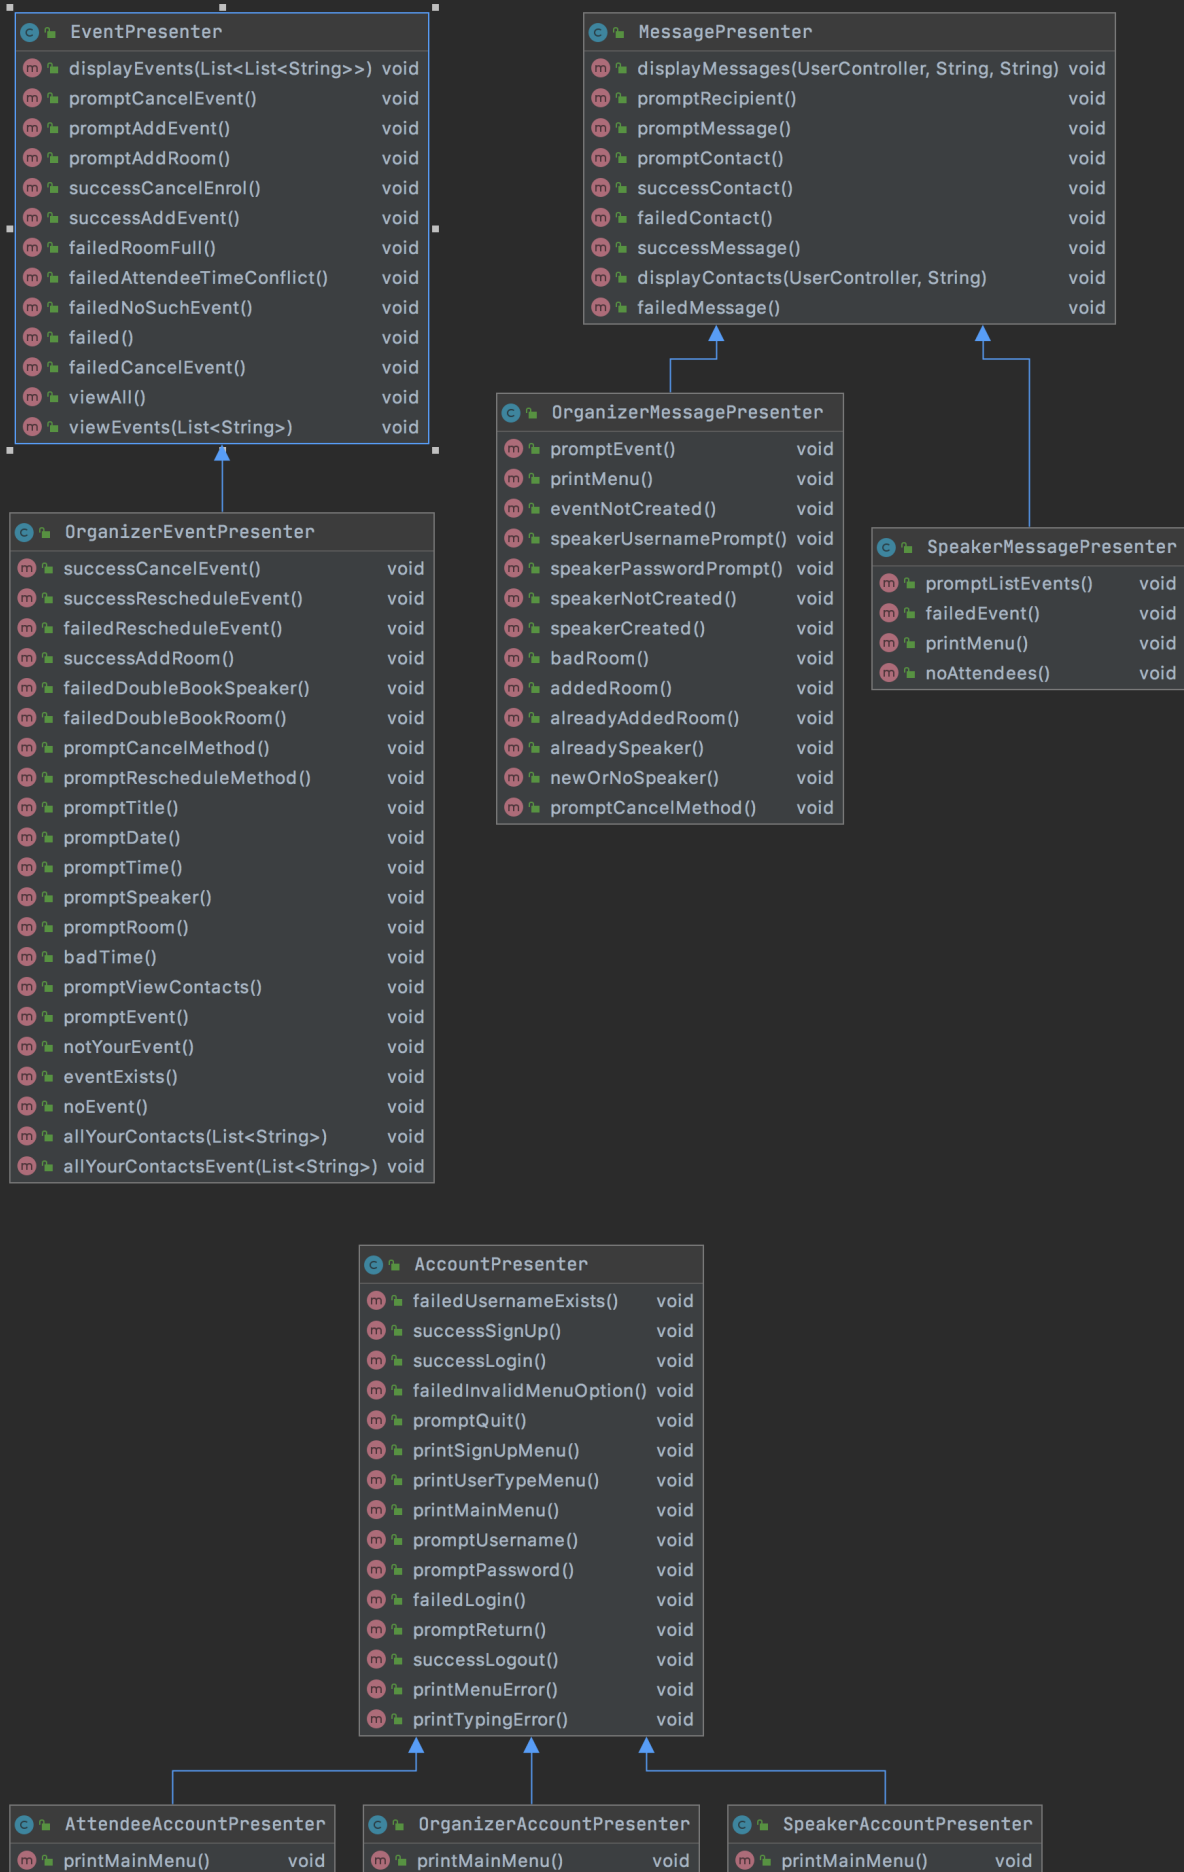 EventPresenter
displayEvents(List<List<String>>) void
promptCancelEvent() void
promptAddEvent() void
promptAddRoom() void
successCancelEnrol() void
successAddEvent() void
failedRoomFull() void
failedAttendeeTimeConflict() void
failedNoSuchEvent() void
failed() void
failedCancelEvent() void
viewAll() void
viewEvents(List<String>) void
MessagePresenter
displayMessages(UserController, String, String) void
promptRecipient() void
promptMessage() void
promptContact() void
successContact() void
failedContact() void
successMessage() void
displayContacts(UserController, String) void
failedMessage() void
OrganizerMessagePresenter
promptEvent() void
printMenu() void
eventNotCreated() void
speakerUsernamePrompt() void
speakerPasswordPrompt() void
speakerNotCreated() void
speakerCreated() void
badRoom() void
addedRoom() void
alreadyAddedRoom() void
alreadySpeaker() void
newOrNoSpeaker() void
promptCancelMethod() void
SpeakerMessagePresenter
promptListEvents() void
failedEvent() void
printMenu() void
noAttendees() void
OrganizerEventPresenter
successCancelEvent() void
successRescheduleEvent() void
failedRescheduleEvent() void
successAddRoom() void
failedDoubleBookSpeaker() void
failedDoubleBookRoom() void
promptCancelMethod() void
promptRescheduleMethod() void
promptTitle() void
promptDate() void
promptTime() void
promptSpeaker() void
promptRoom() void
badTime() void
promptViewContacts() void
promptEvent() void
notYourEvent() void
eventExists() void
noEvent() void
allYourContacts(List<String>) void
allYourContactsEvent(List<String>) void
AccountPresenter
failedUsernameExists() void
successSignUp() void
successLogin() void
failedInvalidMenuOption() void
promptQuit() void
printSignUpMenu() void
printUserTypeMenu() void
printMainMenu() void
promptUsername() void
promptPassword() void
failedLogin() void
promptReturn() void
successLogout() void
printMenuError() void
printTypingError() void
AttendeeAccountPresenter
printMainMenu() void
OrganizerAccountPresenter
printMainMenu() void
SpeakerAccountPresenter
printMainMenu() void